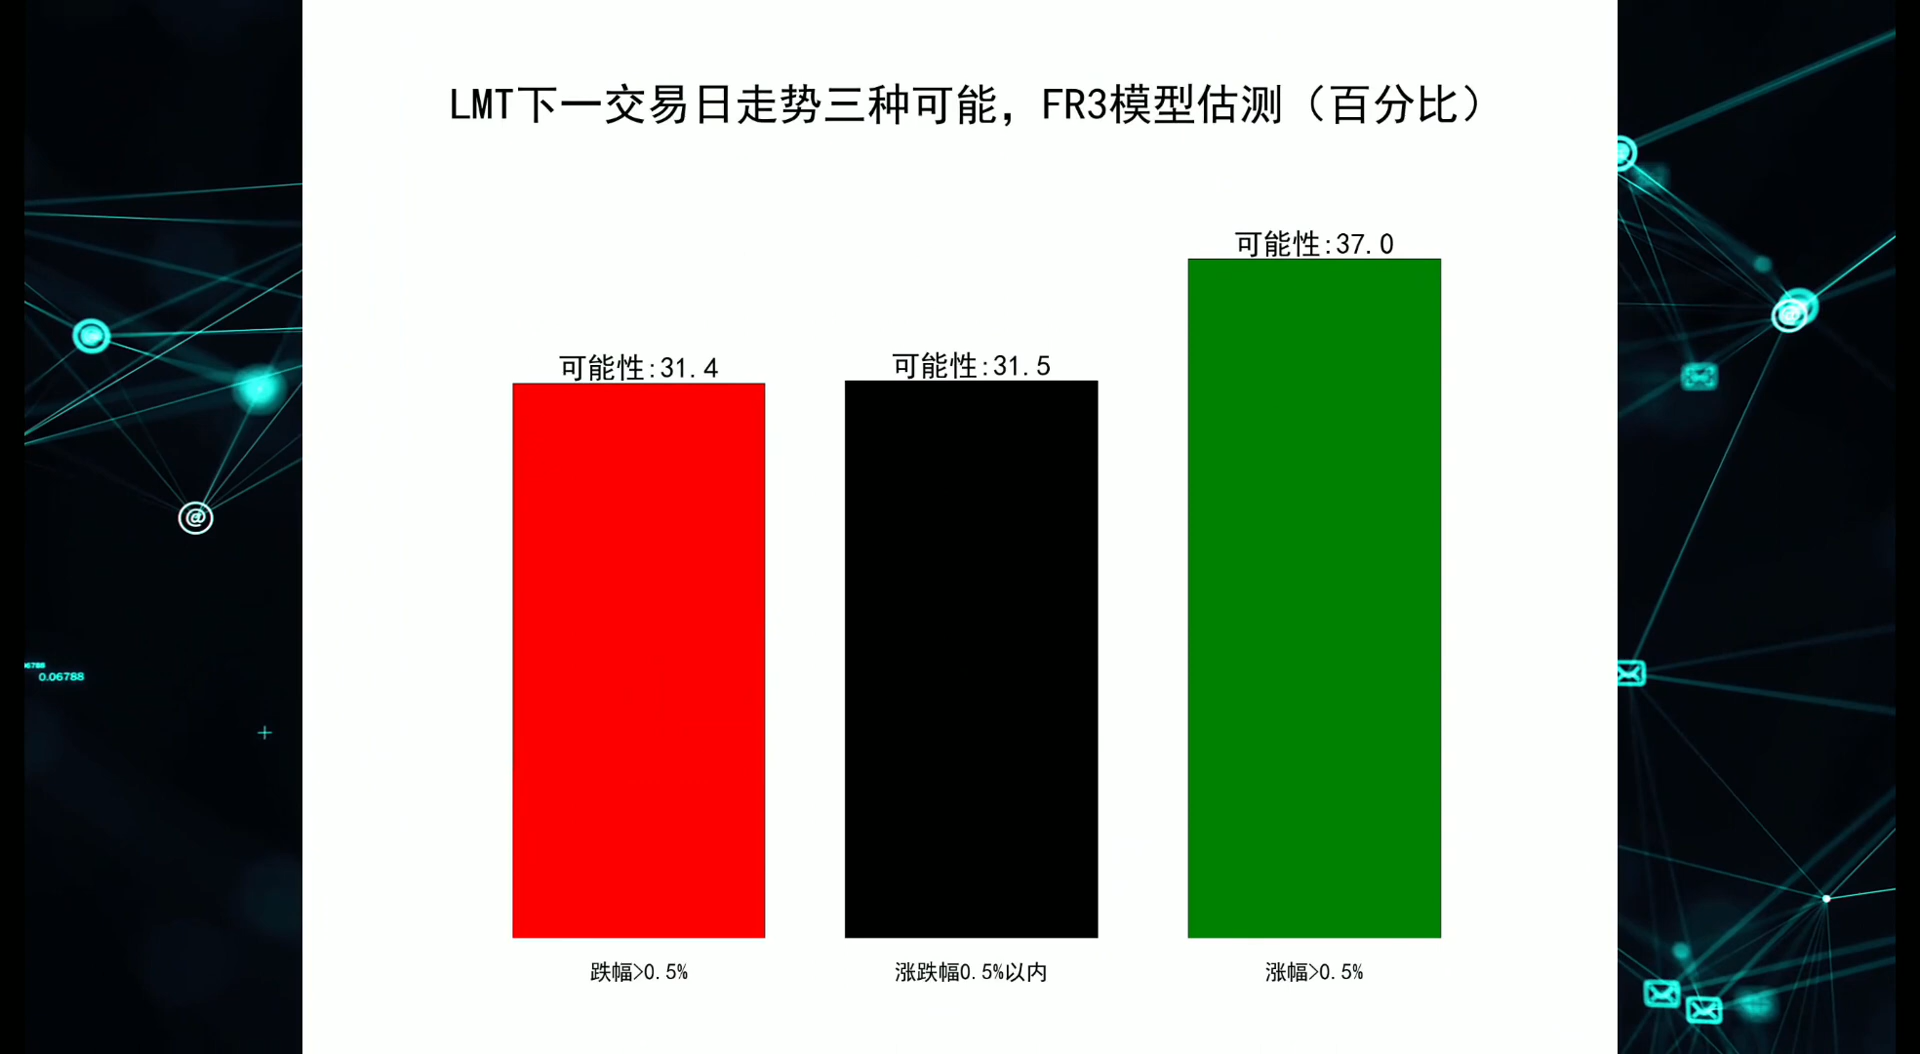 LMT下一交易日走势三种可能，FR3模型估测（百分比）
可能性:31.4
可能性:31.5
可能性:37.0
跌幅>0.5%
涨跌幅0.5%以内
涨幅>0.5%
0.06788
@
@